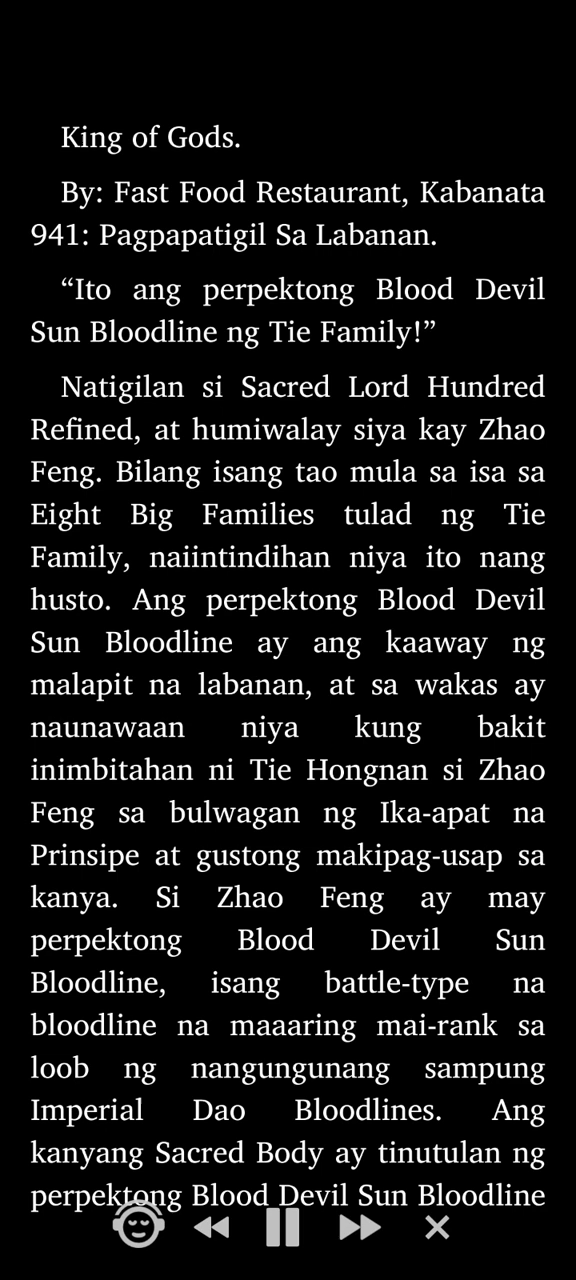 King of Gods.
By: Fast Food Restaurant, Kabanata
941: Pagpapatigil Sa Labanan.
“Ito ang perpektong Blood Devil
Sun Bloodline ng Tie Family!”
Natigilan si Sacred Lord Hundred
Refined, at humiwalay siya kay Zhao
Feng. Bilang isang tao mula sa isa sa
Eight Big Families tulad ng Tie
Family, naiintindihan niya ito nang
husto. Ang perpektong Blood Devil
Sun Bloodline ay ang kaaway ng
malapit na labanan, at sa wakas ay
naunawaan niya kung bakit
inimbitahan ni Tie Hongnan si Zhao
Feng sa bulwagan ng Ika-apat na
Prinsipe at gustong makipag-usap sa
kanya. Si Zhao Feng ay may
perpektong Blood Devil Sun
Bloodline, isang battle-type na
bloodline na maaaring mai-rank sa
loob ng nangungunang sampung
Imperial Dao Bloodlines. Ang
kanyang Sacred Body ay tinutulan ng
perpektong Blood Devil Sun Bloodline